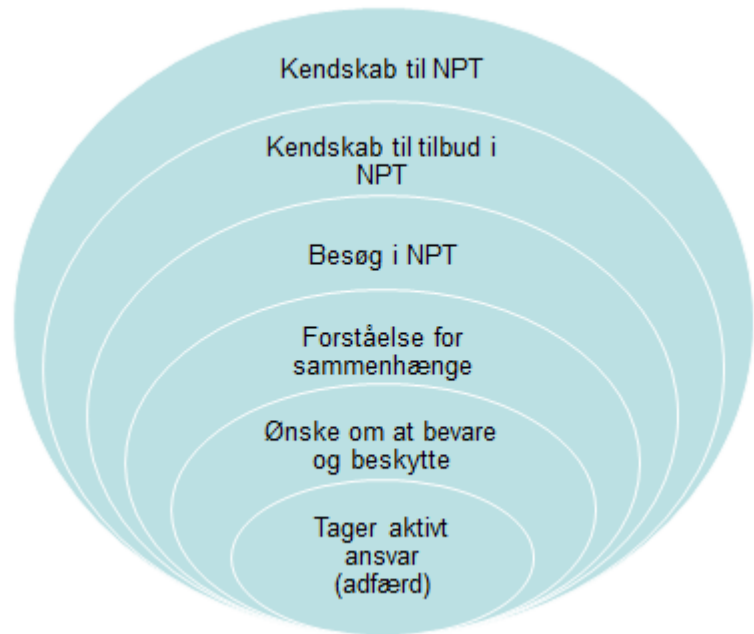 Kendskab til NPT
Kendskab til tilbud i
NPT
Besøg i NPT
Forståelse for
sammenhænge
Ønske om at bevare
og beskytte
Tager aktivt
ansvar
(adfærd)